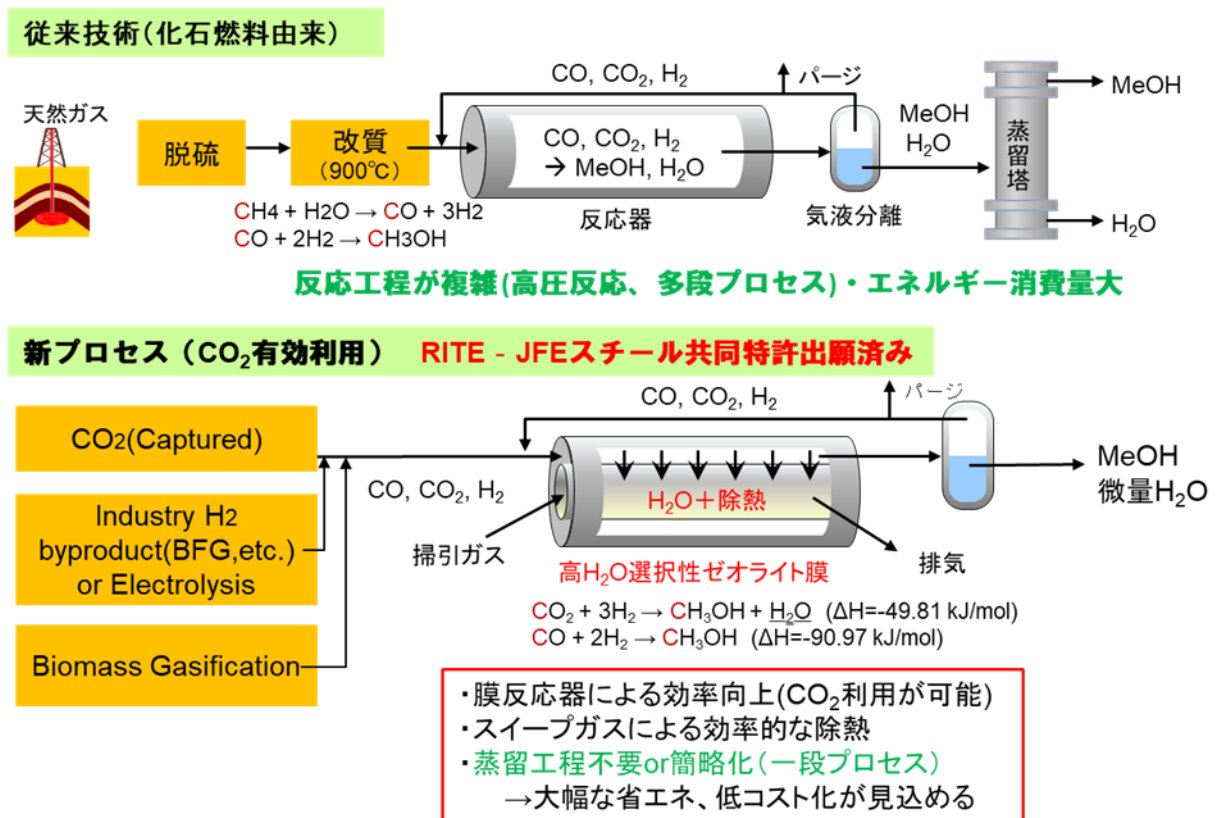 従来技術(化石燃料由来)
天然ガス
脱硫
改質
(900℃)
CH4 + H2O → CO + 3H2
CO + 2H2 → CH3OH
CO, CO₂, H₂
パージ
CO, CO₂, H₂
→ MeOH, H₂O
反応器
気液分離
MeOH
H₂O
蒸留塔
MeOH
H₂O
反応工程が複雑(高圧反応、多段プロセス)・エネルギー消費量大
新プロセス（CO₂有効利用） RITE - JFEスチール共同特許出願済み
CO2(Captured)
Industry H2
byproduct(BFG,etc.)
or Electrolysis
Biomass Gasification
CO, CO₂, H₂
CO, CO₂, H₂
パージ
掃引ガス
H₂O＋除熱
排気
MeOH
微量H₂O
高H₂O選択性ゼオライト膜
CO₂ + 3H₂ → CH₃OH + H₂O (ΔH=-49.81 kJ/mol)
CO + 2H₂ → CH₃OH (ΔH=-90.97 kJ/mol)
・膜反応器による効率向上(CO₂利用が可能)
・スイープガスによる効率的な除熱
・蒸留工程不要or簡略化（一段プロセス）
→大幅な省エネ、低コスト化が見込める